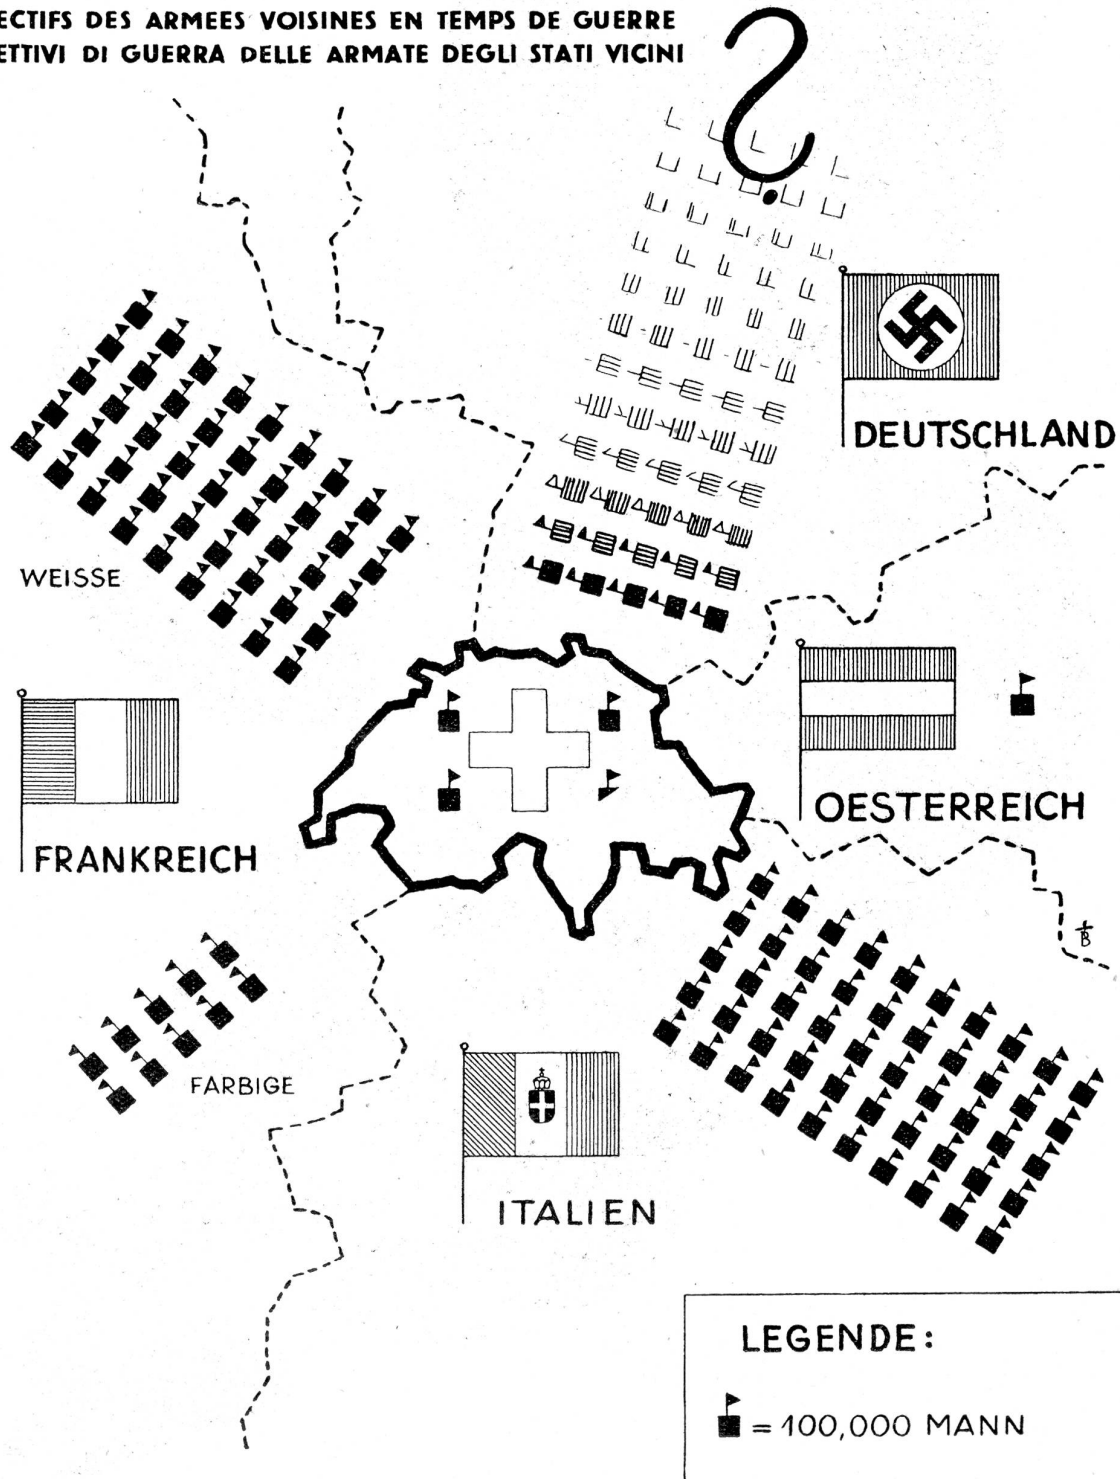 ECTIFS DES ARMEES VOISINES EN TEMPS DE GUERRE
ETTIVI DI GUERRA DELLE ARMATE DEGLI STATI VICINI
?
DEUTSCHLAND
WEISSE
OESTERREICH
FRANKREICH
B
FARBIGE
ITALIEN
LEGENDE:
= 100,000 MANN